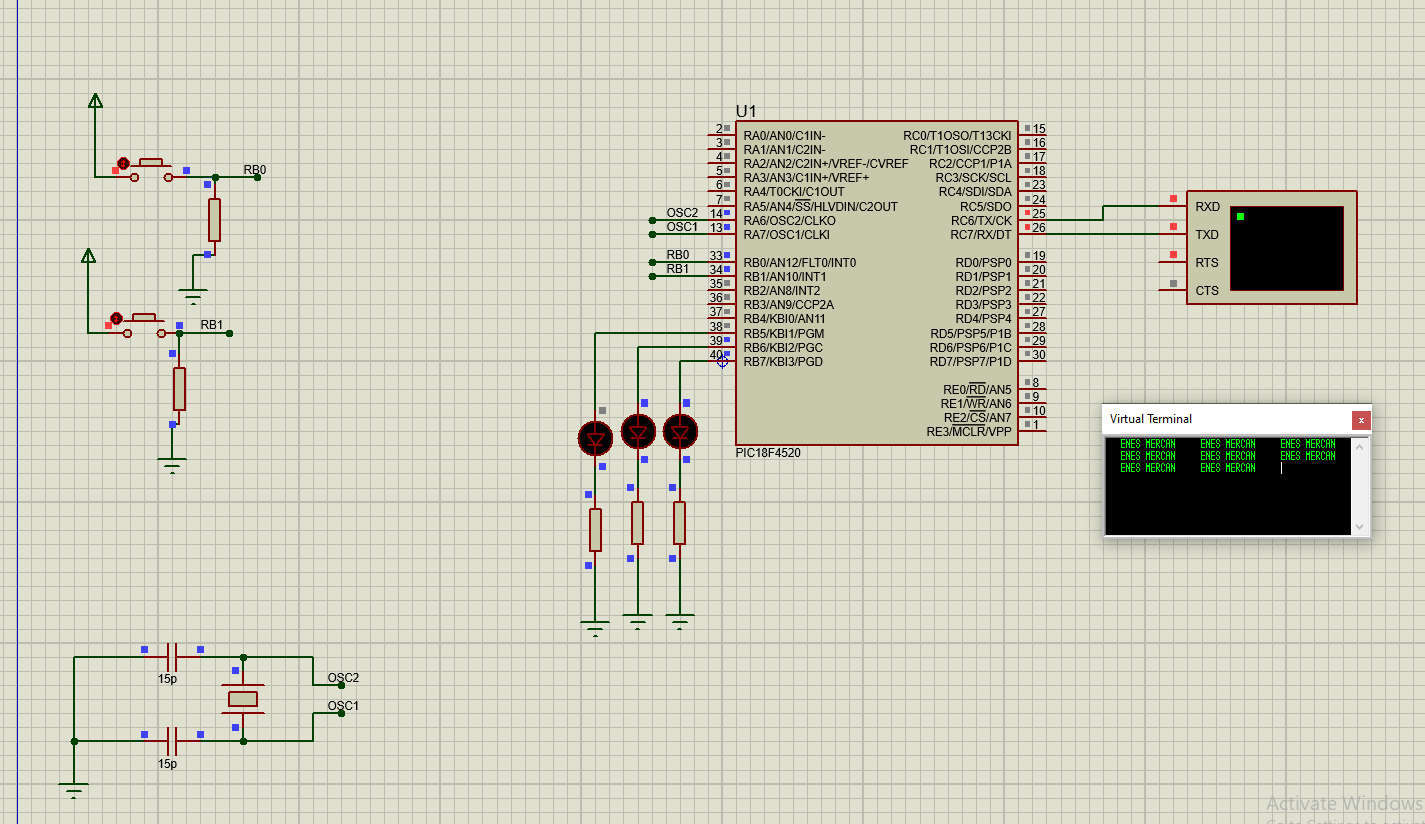 U1
2 RA0/AN0/C1IN-
3 RA1/AN1/C2IN-
4 RA2/AN2/C2IN+/VREF-/CVREF
5 RA3/AN3/C1IN+/VREF+
6 RA4/T0CKI/C1OUT
7 RA5/AN4/SS/HLVDIN/C2OUT
OSC2 14 RA6/OSC2/CLKO
OSC1 13 RA7/OSC1/CLKI
RB0 33 RB0/AN12/FLT0/INT0
RB1 34 RB1/AN10/INT1
35 RB2/AN8/INT2
36 RB3/AN9/CCP2A
37 RB4/KBI0/AN11
38 RB5/KBI1/PGM
39 RB6/KBI2/PGC
40 RB7/KBI3/PGD
RC0/T1OSO/T13CKI 15
RC1/T1OSI/CCP2B 16
RC2/CCP1/P1A 17
RC3/SCK/SCL 18
RC4/SDI/SDA 23
RC5/SDO 24
RC6/TX/CK 25
RC7/RX/DT 26
RD0/PSP0 19
RD1/PSP1 20
RD2/PSP2 21
RD3/PSP3 22
RD4/PSP4 27
RD5/PSP5/P1B 28
RD6/PSP6/P1C 29
RD7/PSP7/P1D 30
RE0/RD/AN5 8
RE1/WR/AN6 9
RE2/CS/AN7 10
RE3/MCLR/VPP 1
PIC18F4520
RB0
RB1
RXD
TXD
RTS
CTS
Virtual Terminal
ENES MERCAN ENES MERCAN ENES MERCAN
ENES MERCAN ENES MERCAN ENES MERCAN
ENES MERCAN ENES MERCAN
15p
OSC2
OSC1
15p
Activate Windows